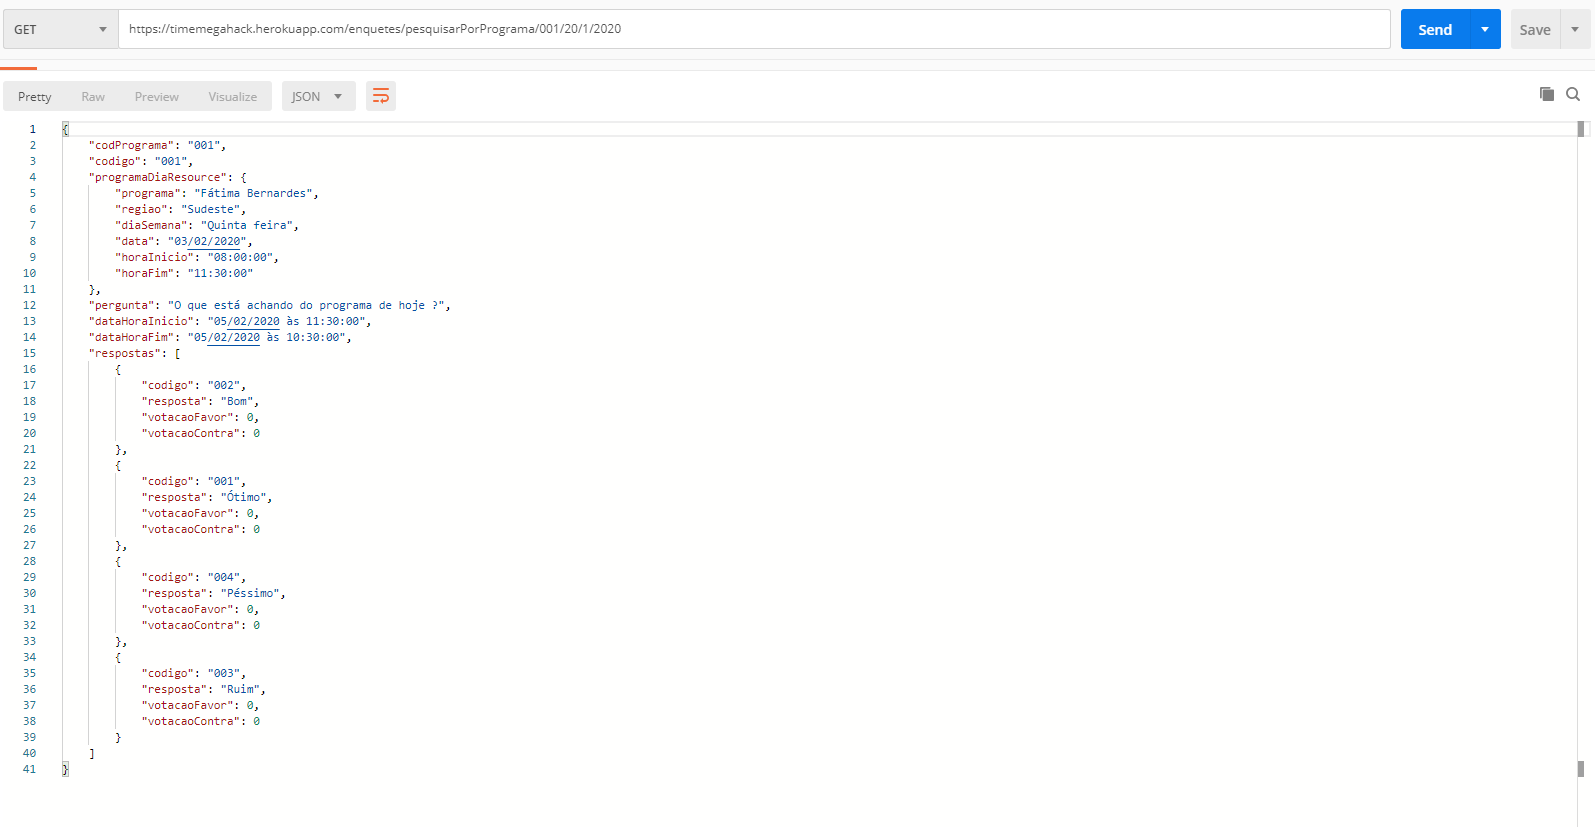 GET https://timemegahack.herokuapp.com/enquetes/pesquisarPorPrograma/001/20/1/2020 Send Save
Pretty Raw Preview Visualize JSON
1 {
2 "codPrograma": "001",
3 "codigo": "001",
4 "programaDiaResource": {
5 "programa": "Fátima Bernardes",
6 "regiao": "Sudeste",
7 "diaSemana": "Quinta feira",
8 "data": "03/02/2020",
9 "horaInicio": "08:00:00",
10 "horaFim": "11:30:00"
11 },
12 "pergunta": "O que está achando do programa de hoje ?",
13 "dataHoraInicio": "05/02/2020 às 11:30:00",
14 "dataHoraFim": "05/02/2020 às 10:30:00",
15 "respostas": [
16 {
17 "codigo": "002",
18 "resposta": "Bom",
19 "votacaoFavor": 0,
20 "votacaoContra": 0
21 },
22 {
23 "codigo": "001",
24 "resposta": "Ótimo",
25 "votacaoFavor": 0,
26 "votacaoContra": 0
27 },
28 {
29 "codigo": "004",
30 "resposta": "Péssimo",
31 "votacaoFavor": 0,
32 "votacaoContra": 0
33 },
34 {
35 "codigo": "003",
36 "resposta": "Ruim",
37 "votacaoFavor": 0,
38 "votacaoContra": 0
39 }
40 ]
41 }